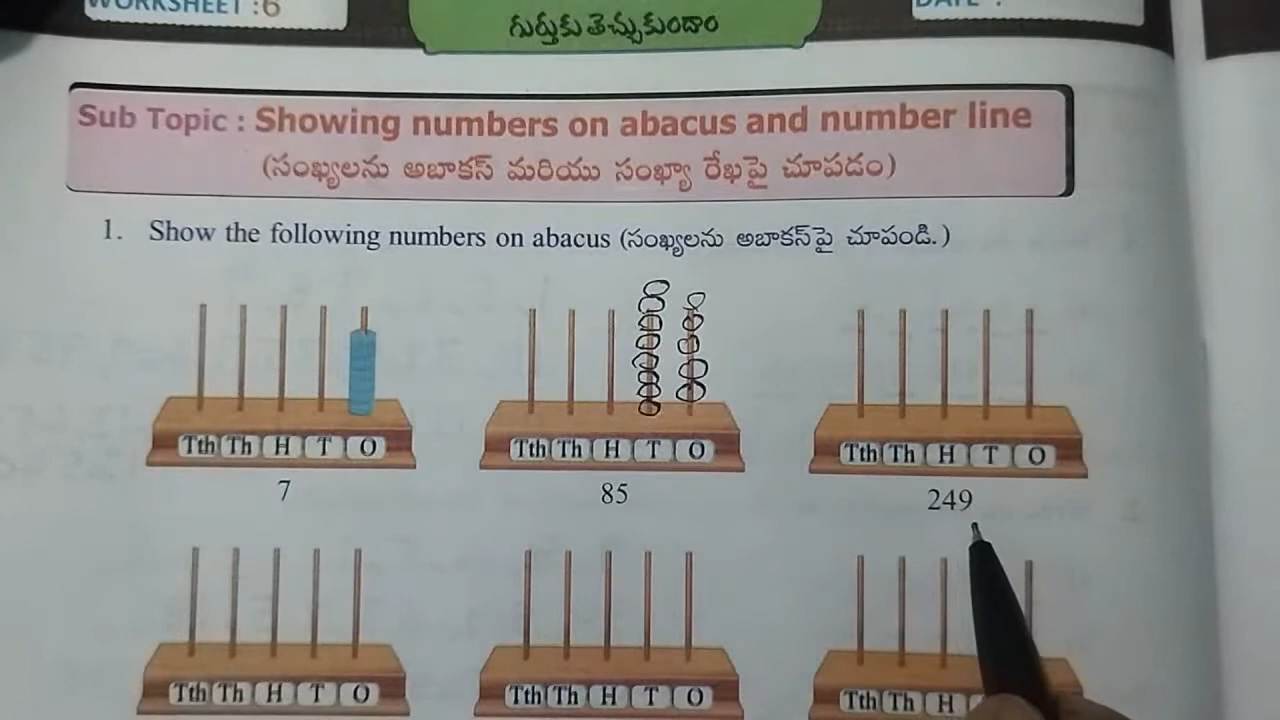 WORKSHEET :6
గుర్తుకు తెచ్చుకుందాం
DATE :
Sub Topic : Showing numbers on abacus and number line
(సంఖ్యలను అబాకస్ మరియు సంఖ్యా రేఖపై చూపడం)
1. Show the following numbers on abacus (సంఖ్యలను అబాకస్‌పై చూపండి.)
Tth Th H T O
Tth Th H T O
Tth Th H T O
7
85
249
Tth Th H T O
Tth Th H T O
Tth Th H